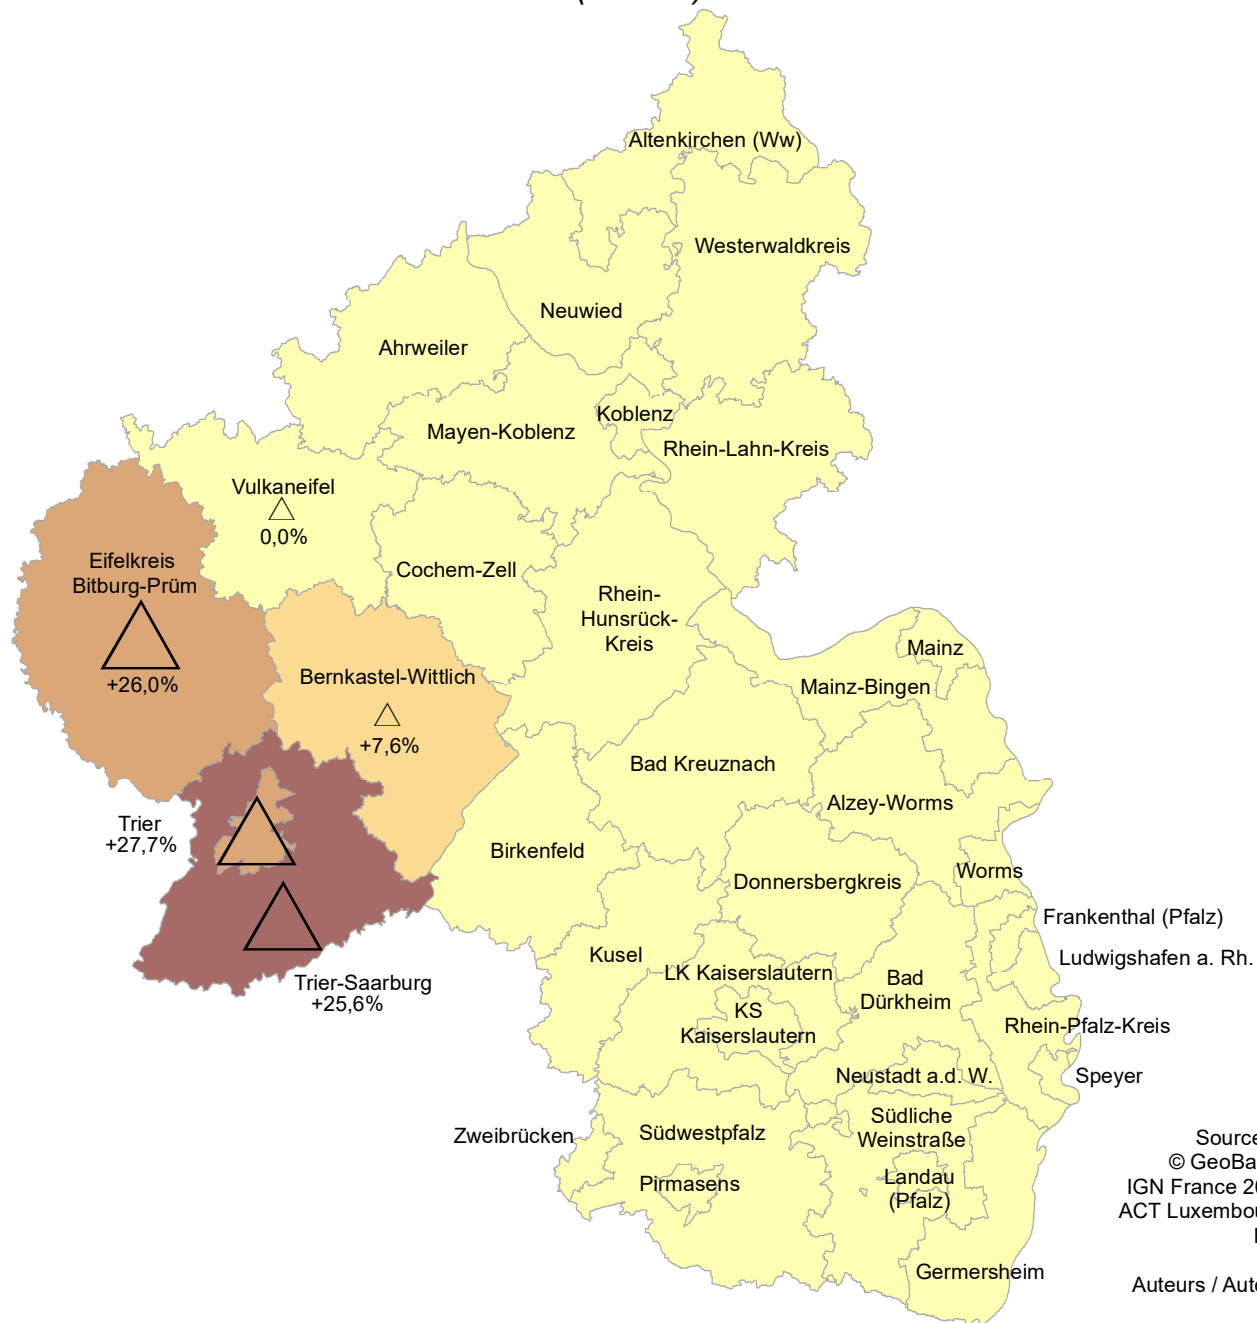 Altenkirchen (Ww)
Westerwaldkreis
Neuwied
Ahrweiler
Koblenz
Mayen-Koblenz
Rhein-Lahn-Kreis
Vulkaneifel
0,0%
Eifelkreis
Bitburg-Prüm
+26,0%
Cochem-Zell
Rhein-
Hunsrück-
Kreis
Mainz
Mainz-Bingen
Bernkastel-Wittlich
+7,6%
Bad Kreuznach
Alzey-Worms
Trier
+27,7%
Birkenfeld
Donnersbergkreis
Worms
Frankenthal (Pfalz)
Ludwigshafen a. Rh.
Kusel
LK Kaiserslautern
Bad
Dürkheim
Trier-Saarburg
+25,6%
KS
Kaiserslautern
Rhein-Pfalz-Kreis
Neustadt a.d. W.
Speyer
Zweibrücken
Südwestpfalz
Südliche
Weinstraße
Pirmasens
Landau
(Pfalz)
Germersheim
Source
© GeoBa
IGN France 20
ACT Luxembou
Auteurs / Aut